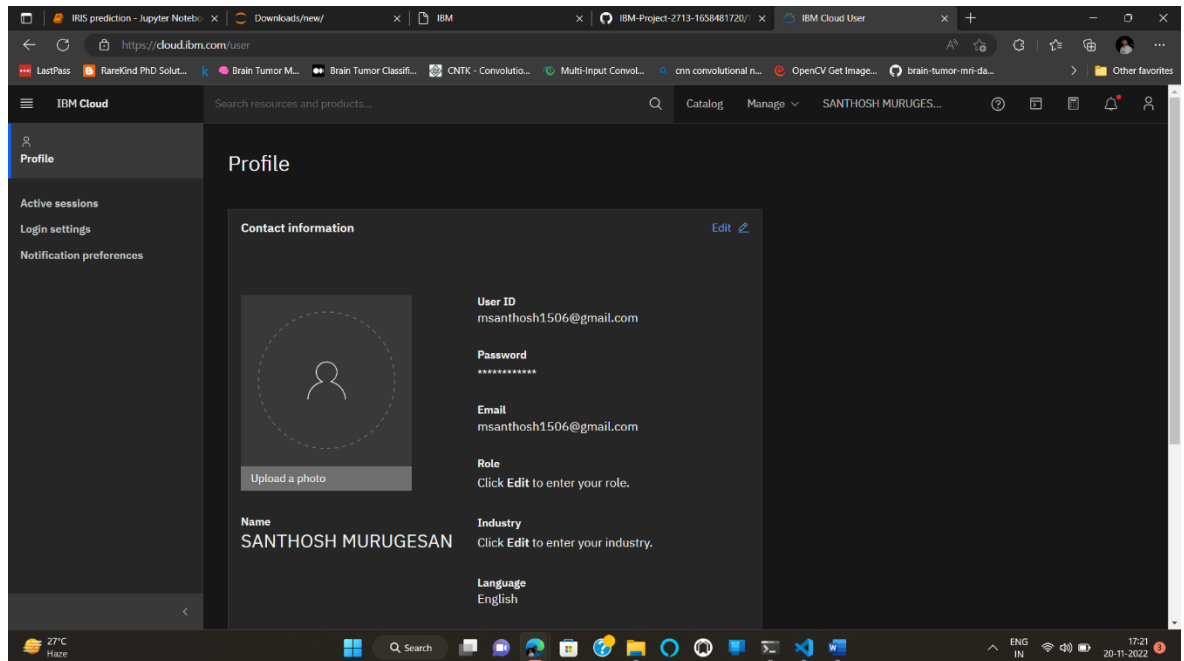 IRIS prediction - Jupyter Notebo
Downloads/new/
IBM
IBM-Project-2713-1658481720/
IBM Cloud User
https://cloud.ibm.com/user
LastPass
RareKind PhD Solut...
Brain Tumor M...
Brain Tumor Classifi...
CNTK - Convolutio...
Multi-Input Convol...
cnn convolutional n...
OpenCV Get Image...
brain-tumor-mri-da...
Other favorites
IBM Cloud
Search resources and products...
Catalog
Manage
SANTHOSH MURUGES...
Profile
Active sessions
Login settings
Notification preferences
Profile
Contact information
Edit
Upload a photo
Name
SANTHOSH MURUGESAN
User ID
msanthosh1506@gmail.com
Password
************
Email
msanthosh1506@gmail.com
Role
Click Edit to enter your role.
Industry
Click Edit to enter your industry.
Language
English
27°C
Haze
Search
ENG
IN
17:21
20-11-2022
3